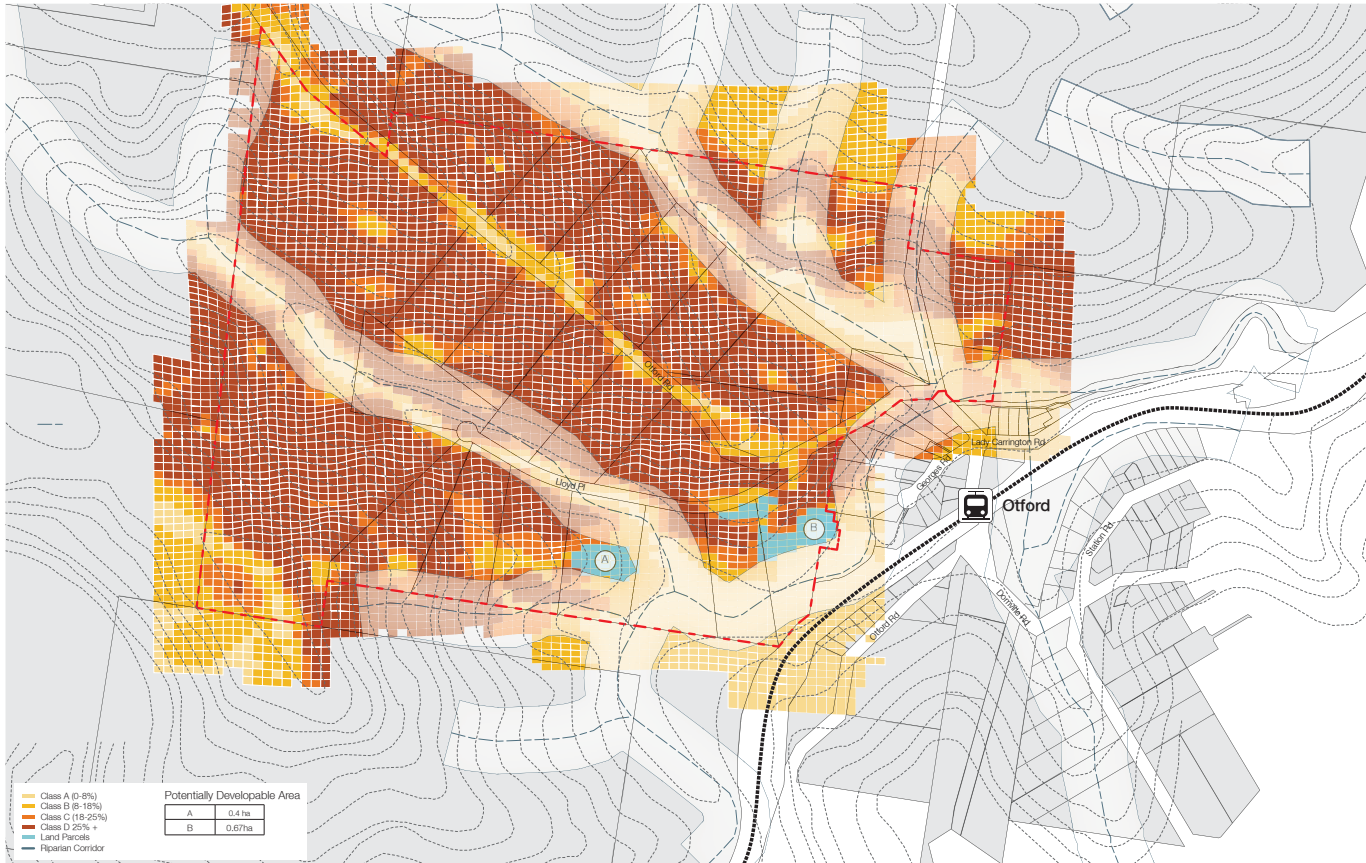 Otford Rd
Lady Carrington Rd
Georges Rd
Lloyd Pl
Otford
B
Station Rd
A
Domville Rd
Otford Rd
Class A (0-8%)
Class B (8-18%)
Class C (18-25%)
Class D 25% +
Land Parcels
Riparian Corridor
Potentially Developable Area
A 0.4 ha
B 0.67ha